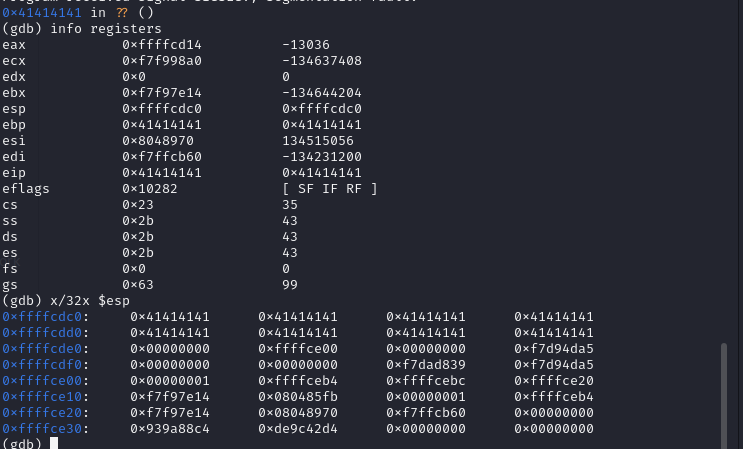 0x41414141 in ?? ()
(gdb) info registers
eax 0xffffcd14 -13036
ecx 0xf7f998a0 -134637408
edx 0x0 0
ebx 0xf7f97e14 -134644204
esp 0xffffcdc0 0xffffcdc0
ebp 0x41414141 0x41414141
esi 0x8048970 134515056
edi 0xf7ffcb60 -134231200
eip 0x41414141 0x41414141
eflags 0x10282 [ SF IF RF ]
cs 0x23 35
ss 0x2b 43
ds 0x2b 43
es 0x2b 43
fs 0x0 0
gs 0x63 99
(gdb) x/32x $esp
0xffffcdc0: 0x41414141 0x41414141 0x41414141 0x41414141
0xffffcdd0: 0x41414141 0x41414141 0x41414141 0x41414141
0xffffcde0: 0x00000000 0xffffce00 0x00000000 0xf7d94da5
0xffffcdf0: 0x00000000 0x00000000 0xf7dad839 0xf7d94da5
0xffffce00: 0x00000001 0xffffceb4 0xffffcebc 0xffffce20
0xffffce10: 0xf7f97e14 0x080485fb 0x00000001 0xffffceb4
0xffffce20: 0xf7f97e14 0x08048970 0xf7ffcb60 0x00000000
0xffffce30: 0x939a88c4 0xde9c42d4 0x00000000 0x00000000
(gdb)